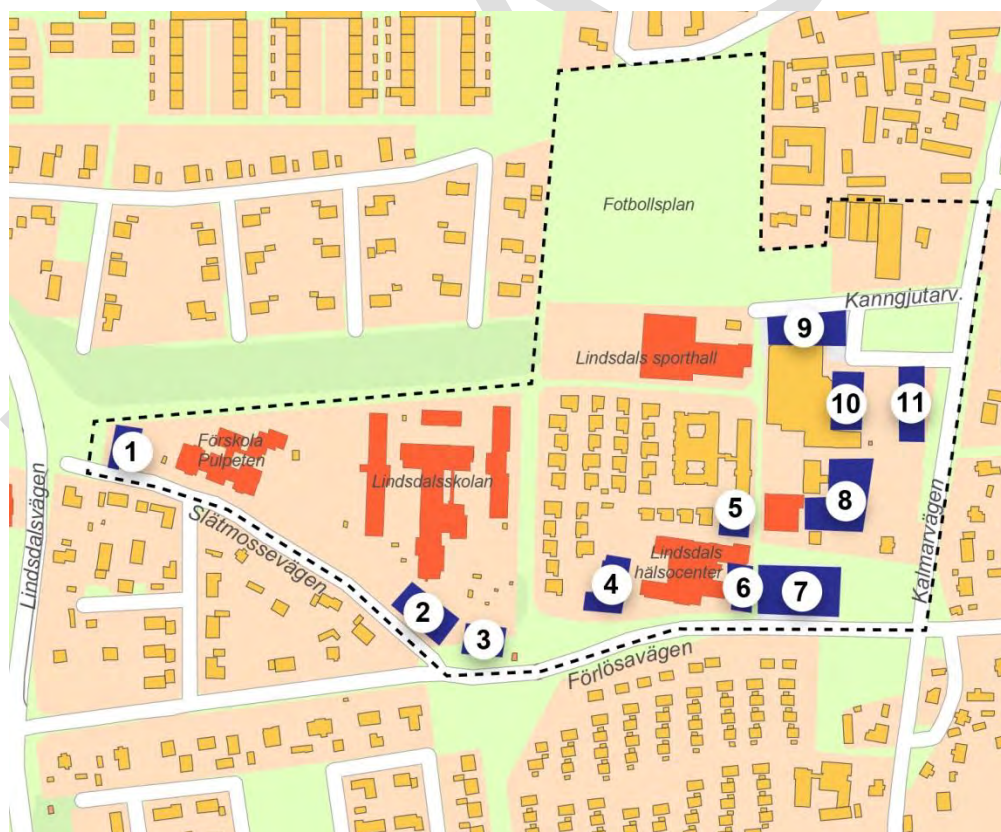 Fotbollsplan
Kanngjutarv.
9
Lindsdals sporthall
10
11
1
Förskola
Pulpeten
Lindsdalsskolan
Lindsdalsvägen
Slätmossevägen
5
8
Kalmarvägen
Lindsdals
hälsocenter
4
6
7
2
3
Förlösavägen